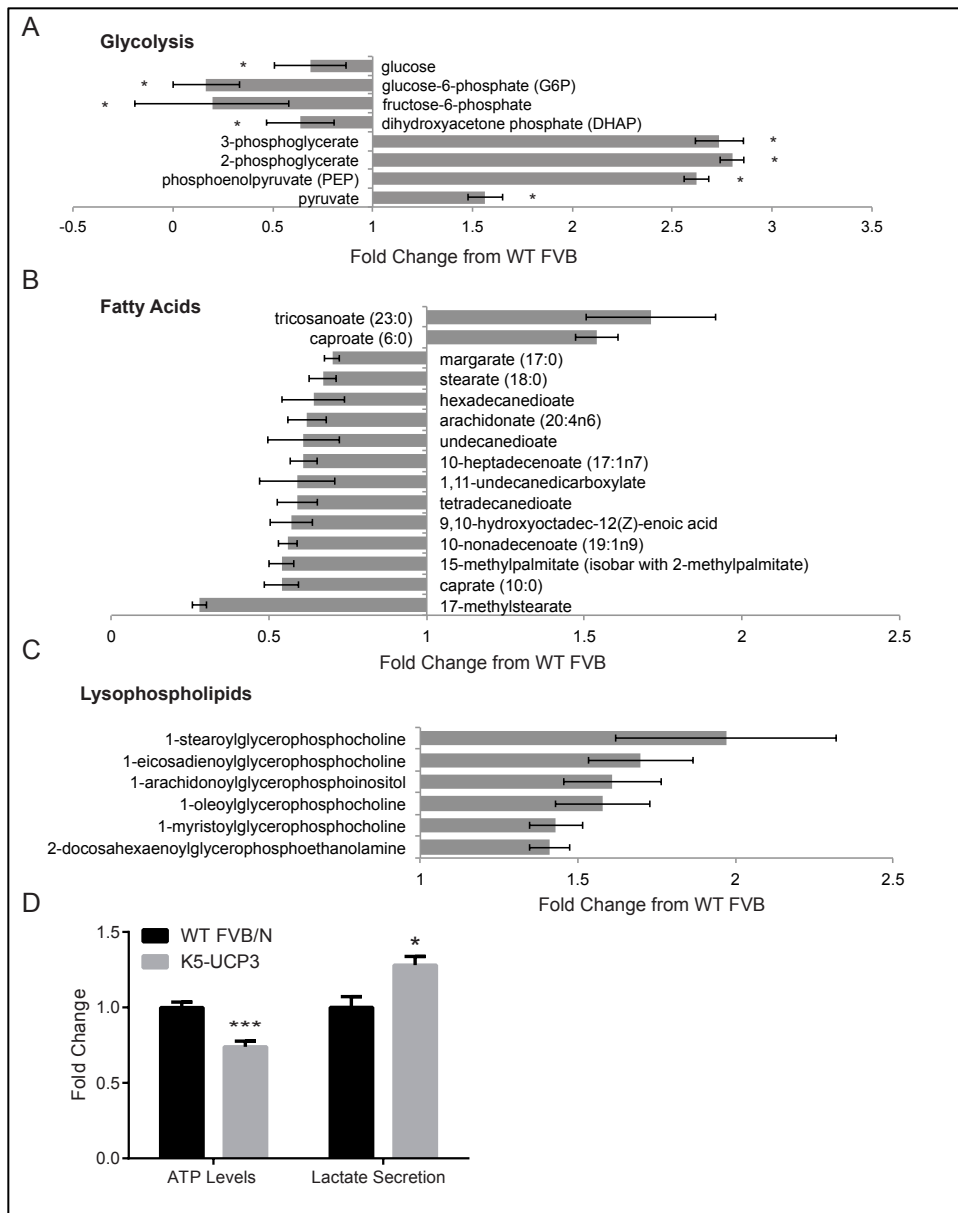 A
Glycolysis
* glucose
* glucose-6-phosphate (G6P)
* fructose-6-phosphate
* dihydroxyacetone phosphate (DHAP)
3-phosphoglycerate *
2-phosphoglycerate *
phosphoenolpyruvate (PEP) *
pyruvate *
-0.5 0 0.5 1 1.5 2 2.5 3 3.5
Fold Change from WT FVB
B
Fatty Acids
tricosanoate (23:0)
caproate (6:0)
margarate (17:0)
stearate (18:0)
hexadecanedioate
arachidonate (20:4n6)
undecanedioate
10-heptadecenoate (17:1n7)
1,11-undecanedicarboxylate
tetradecanedioate
9,10-hydroxyoctadec-12(Z)-enoic acid
10-nonadecenoate (19:1n9)
15-methylpalmitate (isobar with 2-methylpalmitate)
caprate (10:0)
17-methylstearate
0 0.5 1 1.5 2 2.5
Fold Change from WT FVB
C
Lysophospholipids
1-stearoylglycerophosphocholine
1-eicosadienoylglycerophosphocholine
1-arachidonoylglycerophosphoinositol
1-oleoylglycerophosphocholine
1-myristoylglycerophosphocholine
2-docosahexaenoylglycerophosphoethanolamine
1 1.5 2 2.5
Fold Change from WT FVB
D
WT FVB/N
K5-UCP3
Fold Change
1.5
1.0
0.5
0.0
***
*
ATP Levels Lactate Secretion